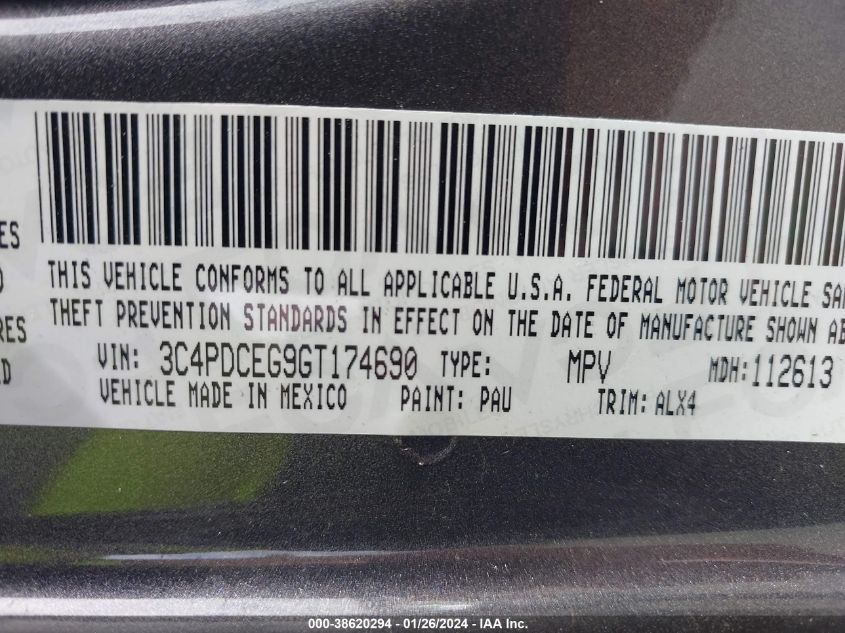 ES
THIS VEHICLE CONFORMS TO ALL APPLICABLE U.S.A. FEDERAL MOTOR VEHICLE SA
THEFT PREVENTION STANDARDS IN EFFECT ON THE DATE OF MANUFACTURE SHOWN AB
RES
D
VIN: 3C4PDCEG9GT174690 TYPE: MPV MDH:112613
VEHICLE MADE IN MEXICO PAINT: PAU TRIM: ALX4
000-38620294 - 01/26/2024 - IAA Inc.